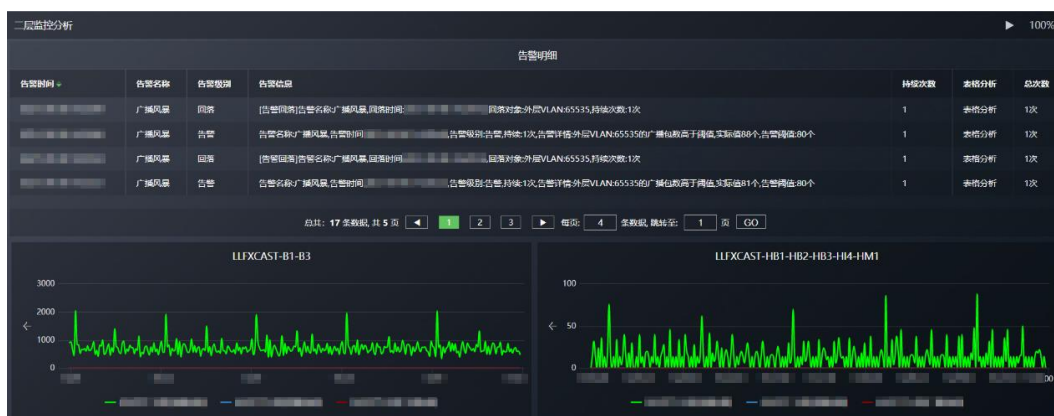 二层监控分析 ▶ 100%
告警明细
告警时间 告警名称 告警级别 告警信息 持续次数 表格分析 总次数
广播风暴 回落 [告警回落]告警名称:广播风暴,回落时间: 回落对象:外层VLAN:65535,持续次数:1次 1 表格分析 1次
广播风暴 告警 告警名称:广播风暴,告警时间: ,告警级别:告警,持续:1次,告警详情:外层VLAN:65535的广播包数高于阈值,实际值88个,告警阈值:80个 1 表格分析 1次
广播风暴 回落 [告警回落]告警名称:广播风暴,回落时间: ,回落对象:外层VLAN:65535,持续次数:1次 1 表格分析 1次
广播风暴 告警 告警名称:广播风暴,告警时间: ,告警级别:告警,持续:1次,告警详情:外层VLAN:65535的广播包数高于阈值,实际值81个,告警阈值:80个 1 表格分析 1次
总共: 17 条数据, 共 5 页 ◀ 1 2 3 ▶ 每页: 4 条数据, 跳转至: 1 页 GO
LLFXCAST-B1-B3
3000
2000
1000
0
LLFXCAST-HB1-HB2-HB3-HI4-HM1
100
50
0
00